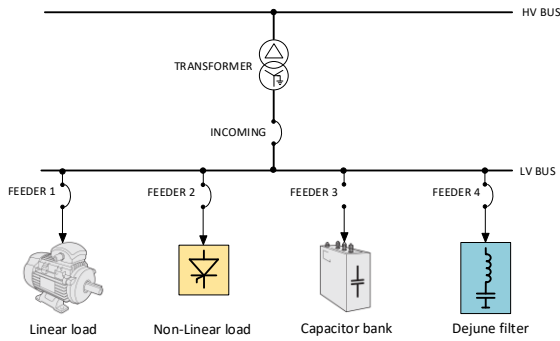 HV BUS
TRANSFORMER
INCOMING
LV BUS
FEEDER 1
FEEDER 2
FEEDER 3
FEEDER 4
Linear load
Non-Linear load
Capacitor bank
Dejune filter